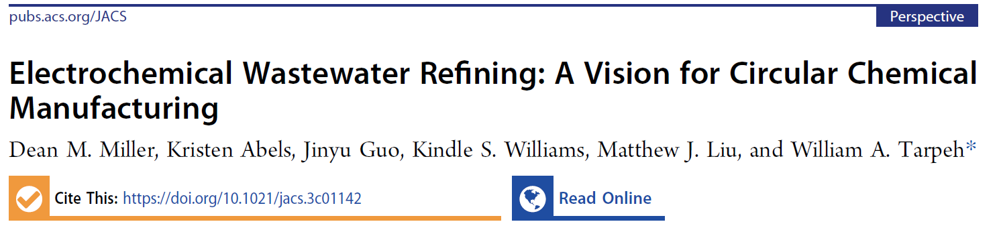 pubs.acs.org/JACS
Perspective
Electrochemical Wastewater Refining: A Vision for Circular Chemical
Manufacturing
Dean M. Miller, Kristen Abels, Jinyu Guo, Kindle S. Williams, Matthew J. Liu, and William A. Tarpeh*
Cite This: https://doi.org/10.1021/jacs.3c01142
Read Online